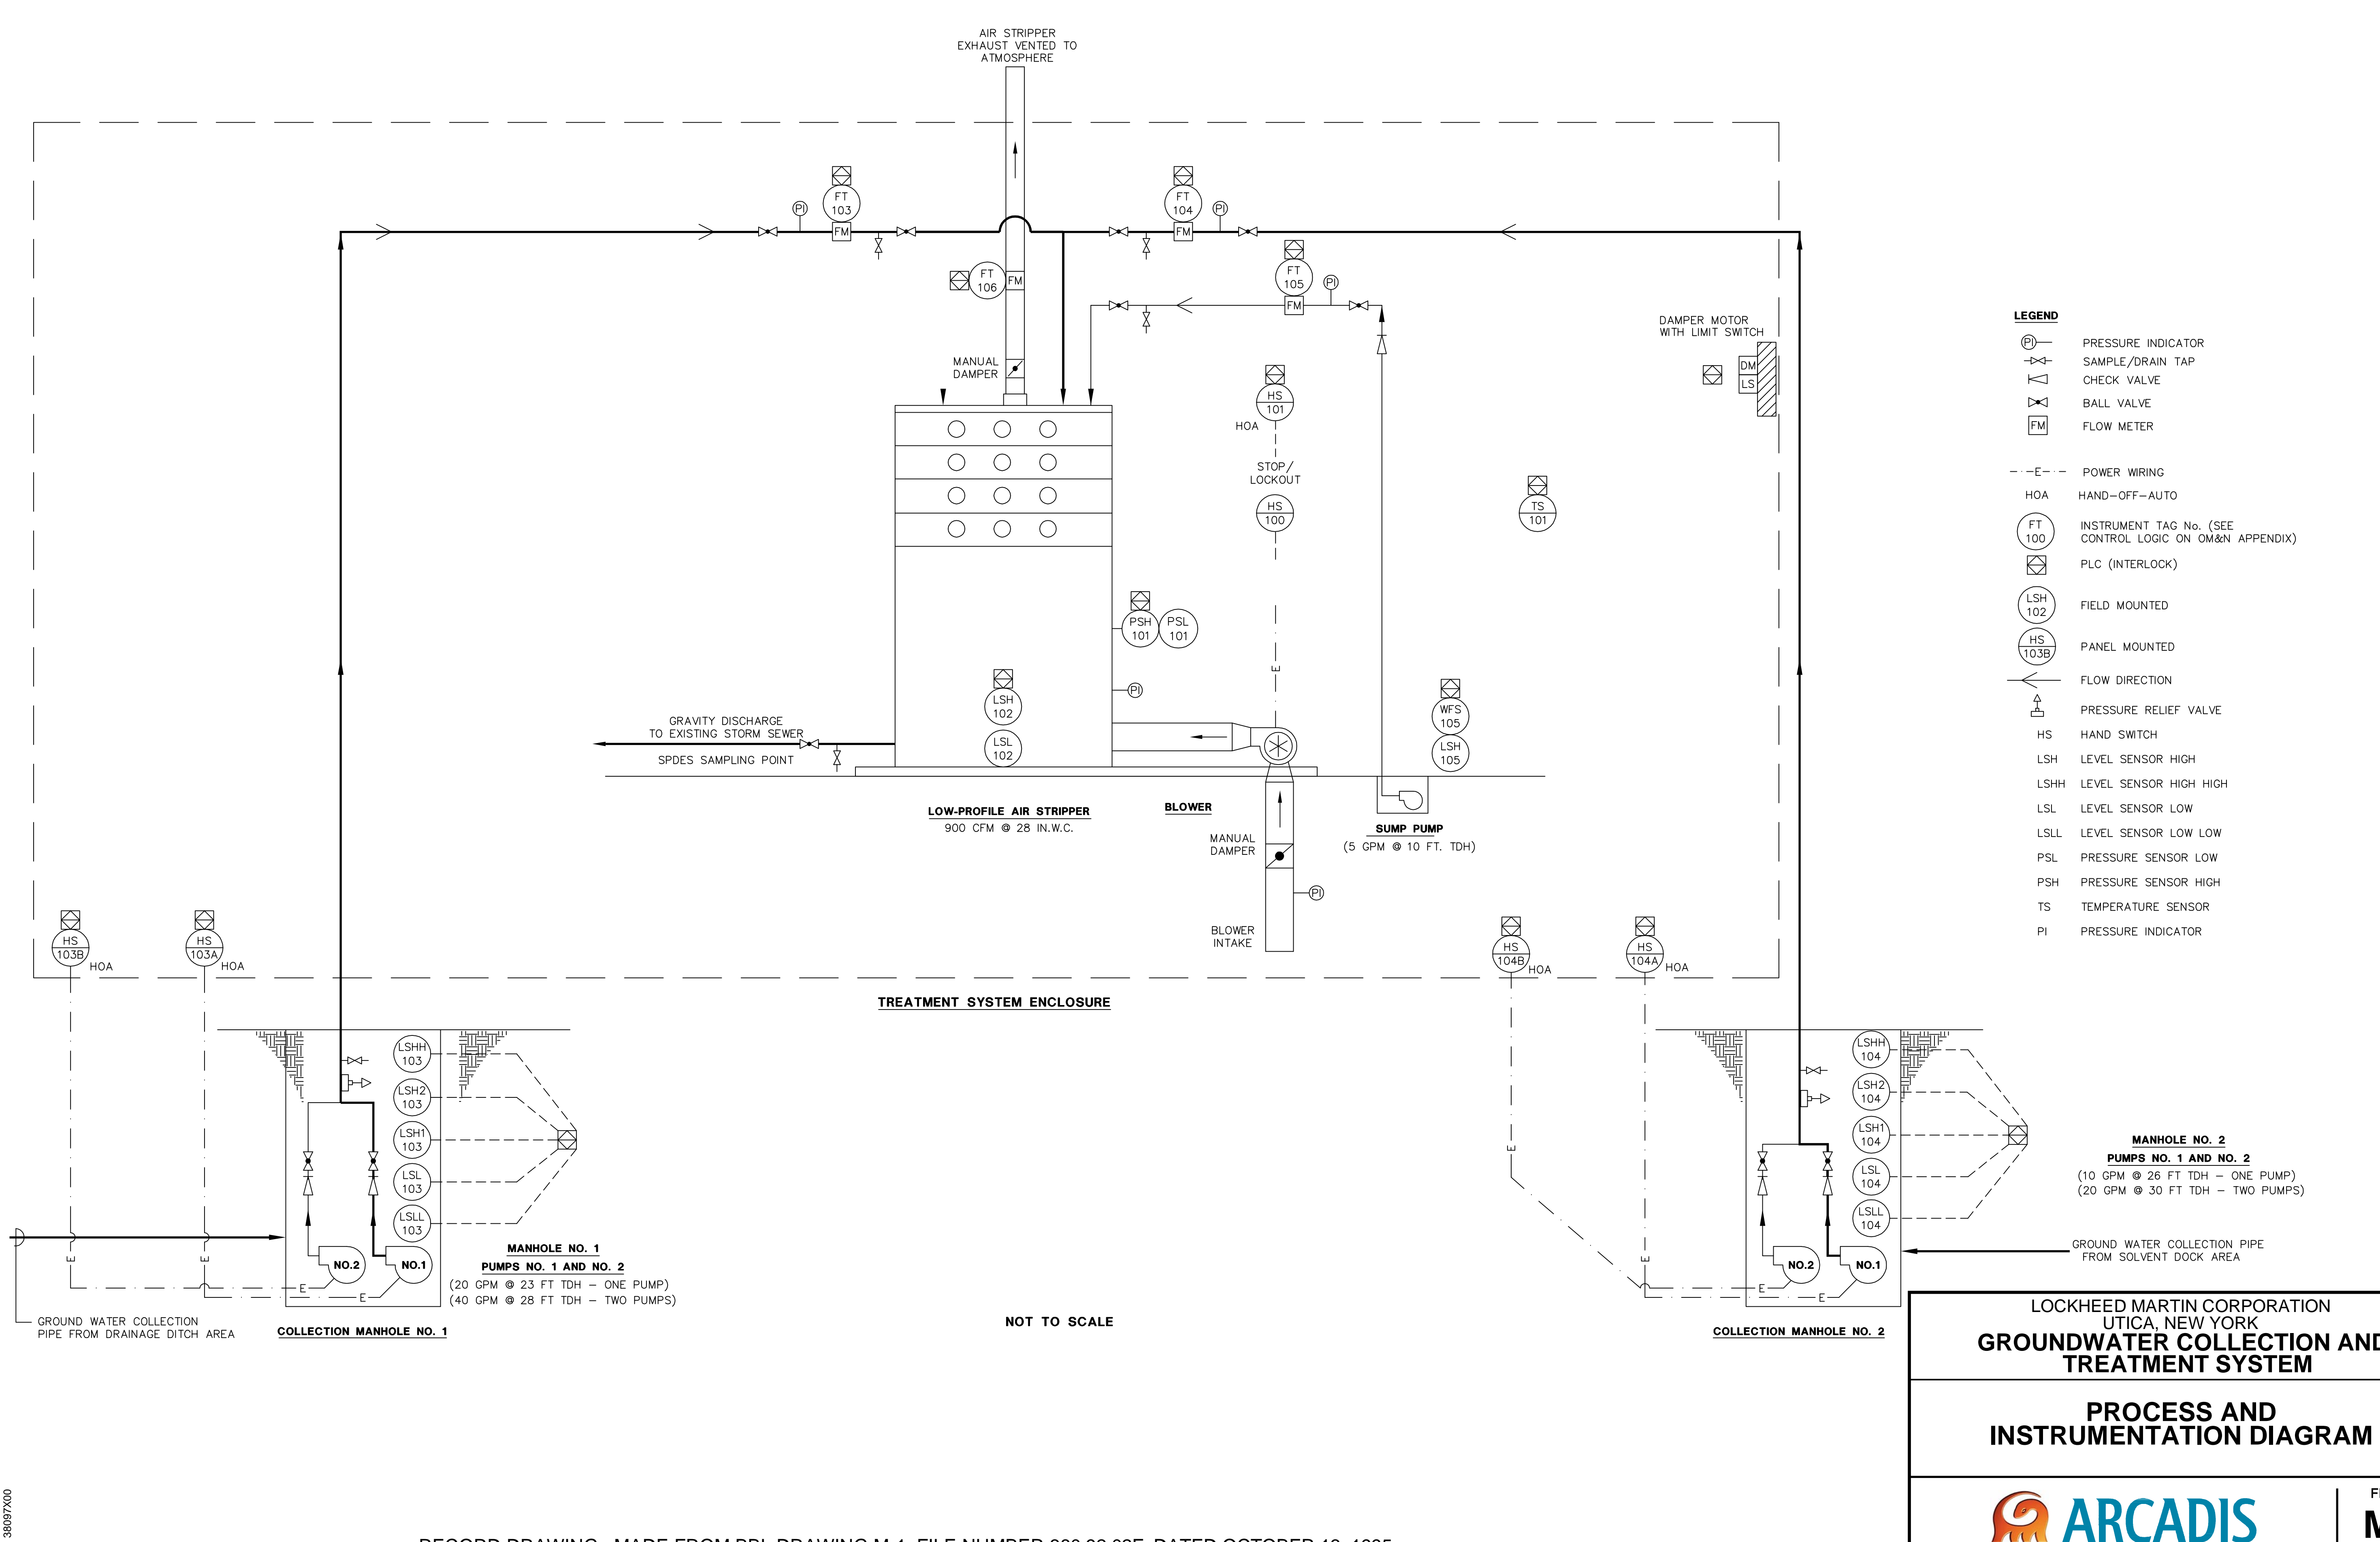 AIR STRIPPER
EXHAUST VENTED TO
ATMOSPHERE
FT
103
PI
FM
FT
104
PI
FM
FT
106
FM
FT
105
PI
FM
MANUAL
DAMPER
HS
101
HOA
STOP/
LOCKOUT
HS
100
DAMPER MOTOR
WITH LIMIT SWITCH
DM
LS
TS
101
PSH
101
PSL
101
PI
E
LSH
102
LSL
102
WFS
105
LSH
105
GRAVITY DISCHARGE
TO EXISTING STORM SEWER
SPDES SAMPLING POINT
LOW-PROFILE AIR STRIPPER
900 CFM @ 28 IN.W.C.
BLOWER
MANUAL
DAMPER
PI
BLOWER
INTAKE
SUMP PUMP
(5 GPM @ 10 FT. TDH)
HS
103B
HOA
HS
103A
HOA
HS
104B
HOA
HS
104A
HOA
TREATMENT SYSTEM ENCLOSURE
LSHH
103
LSH2
103
LSH1
103
LSL
103
LSLL
103
NO.2
NO.1
E
E
E
E
MANHOLE NO. 1
PUMPS NO. 1 AND NO. 2
(20 GPM @ 23 FT TDH – ONE PUMP)
(40 GPM @ 28 FT TDH – TWO PUMPS)
GROUND WATER COLLECTION
PIPE FROM DRAINAGE DITCH AREA
COLLECTION MANHOLE NO. 1
NOT TO SCALE
LSHH
104
LSH2
104
LSH1
104
LSL
104
LSLL
104
NO.2
NO.1
E
E
E
E
MANHOLE NO. 2
PUMPS NO. 1 AND NO. 2
(10 GPM @ 26 FT TDH – ONE PUMP)
(20 GPM @ 30 FT TDH – TWO PUMPS)
GROUND WATER COLLECTION PIPE
FROM SOLVENT DOCK AREA
COLLECTION MANHOLE NO. 2
LEGEND
PI PRESSURE INDICATOR
SAMPLE/DRAIN TAP
CHECK VALVE
BALL VALVE
FM FLOW METER
E POWER WIRING
HOA HAND–OFF–AUTO
FT
100
INSTRUMENT TAG No. (SEE
CONTROL LOGIC ON OM&N APPENDIX)
PLC (INTERLOCK)
LSH
102
FIELD MOUNTED
HS
103B
PANEL MOUNTED
FLOW DIRECTION
PRESSURE RELIEF VALVE
HS HAND SWITCH
LSH LEVEL SENSOR HIGH
LSHH LEVEL SENSOR HIGH HIGH
LSL LEVEL SENSOR LOW
LSLL LEVEL SENSOR LOW LOW
PSL PRESSURE SENSOR LOW
PSH PRESSURE SENSOR HIGH
TS TEMPERATURE SENSOR
PI PRESSURE INDICATOR
LOCKHEED MARTIN CORPORATION
UTICA, NEW YORK
GROUNDWATER COLLECTION AND
TREATMENT SYSTEM
PROCESS AND
INSTRUMENTATION DIAGRAM
ARCADIS
38097X00